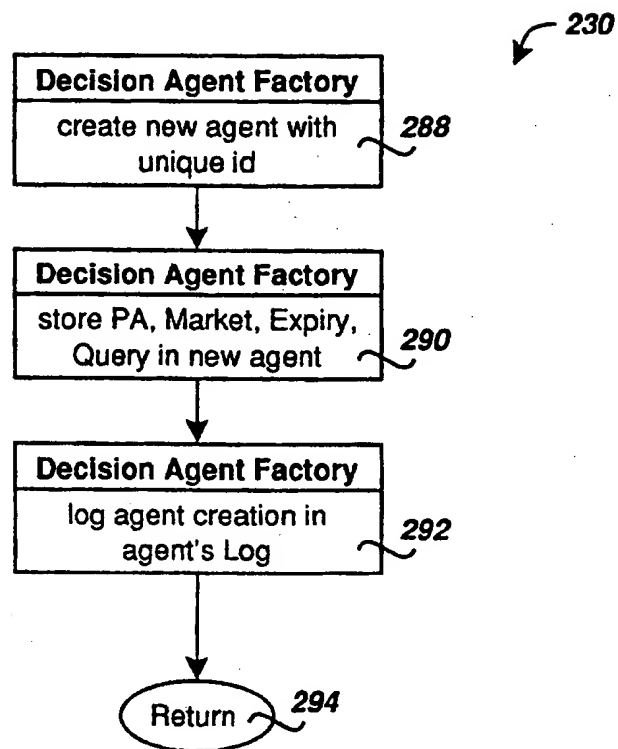 230
Decision Agent Factory
create new agent with
unique id
288
Decision Agent Factory
store PA, Market, Expiry,
Query in new agent
290
Decision Agent Factory
log agent creation in
agent's Log
292
Return
294